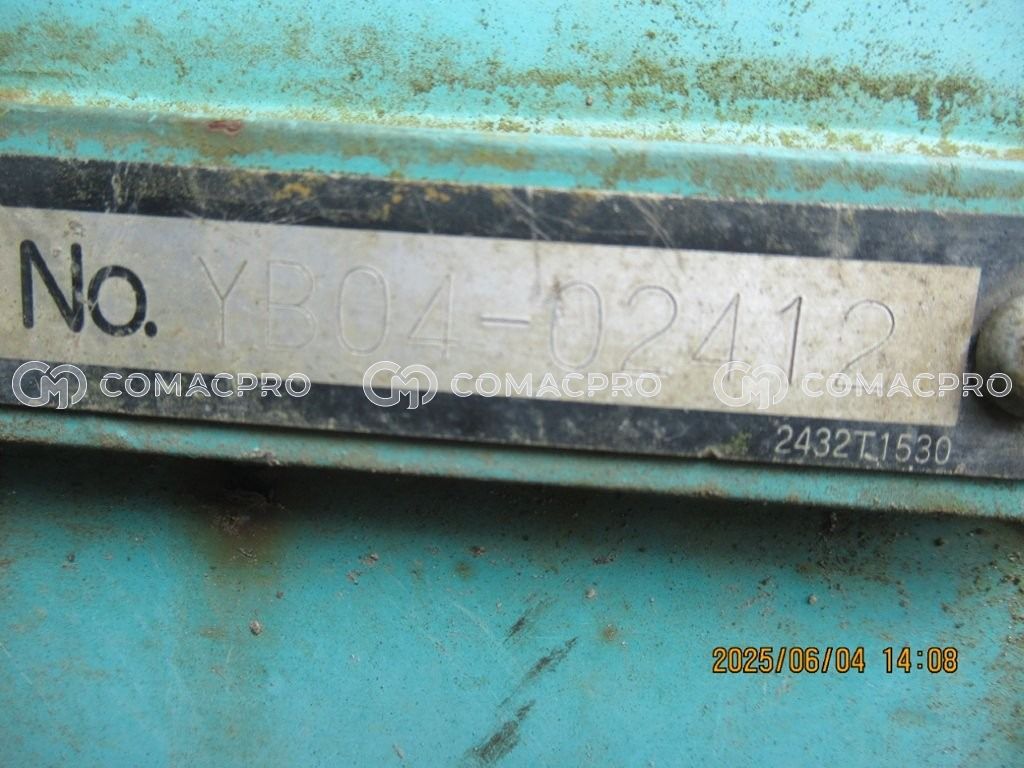 No. YB04-02412
COMACPRO COMACPRO COMACPRO
2432T1530
2025/06/04 14:08